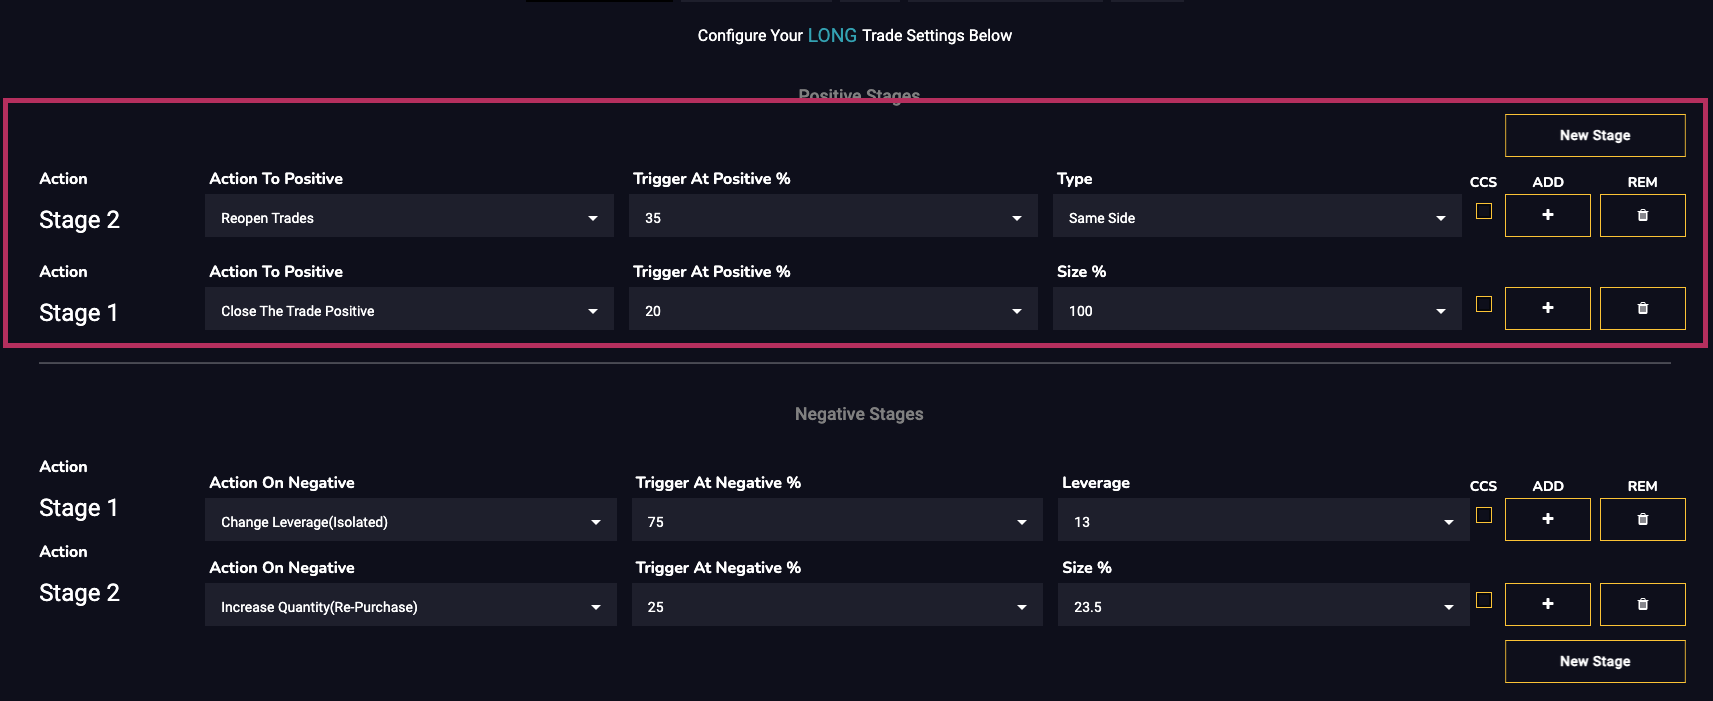 Configure Your LONG Trade Settings Below
Positive Stages
New Stage
Action Action To Positive Trigger At Positive % Type CCS ADD REM
Stage 2 Reopen Trades 35 Same Side
Action Action To Positive Trigger At Positive % Size %
Stage 1 Close The Trade Positive 20 100
Negative Stages
Action Action On Negative Trigger At Negative % Leverage CCS ADD REM
Stage 1 Change Leverage(Isolated) 75 13
Action Action On Negative Trigger At Negative % Size %
Stage 2 Increase Quantity(Re-Purchase) 25 23.5
New Stage